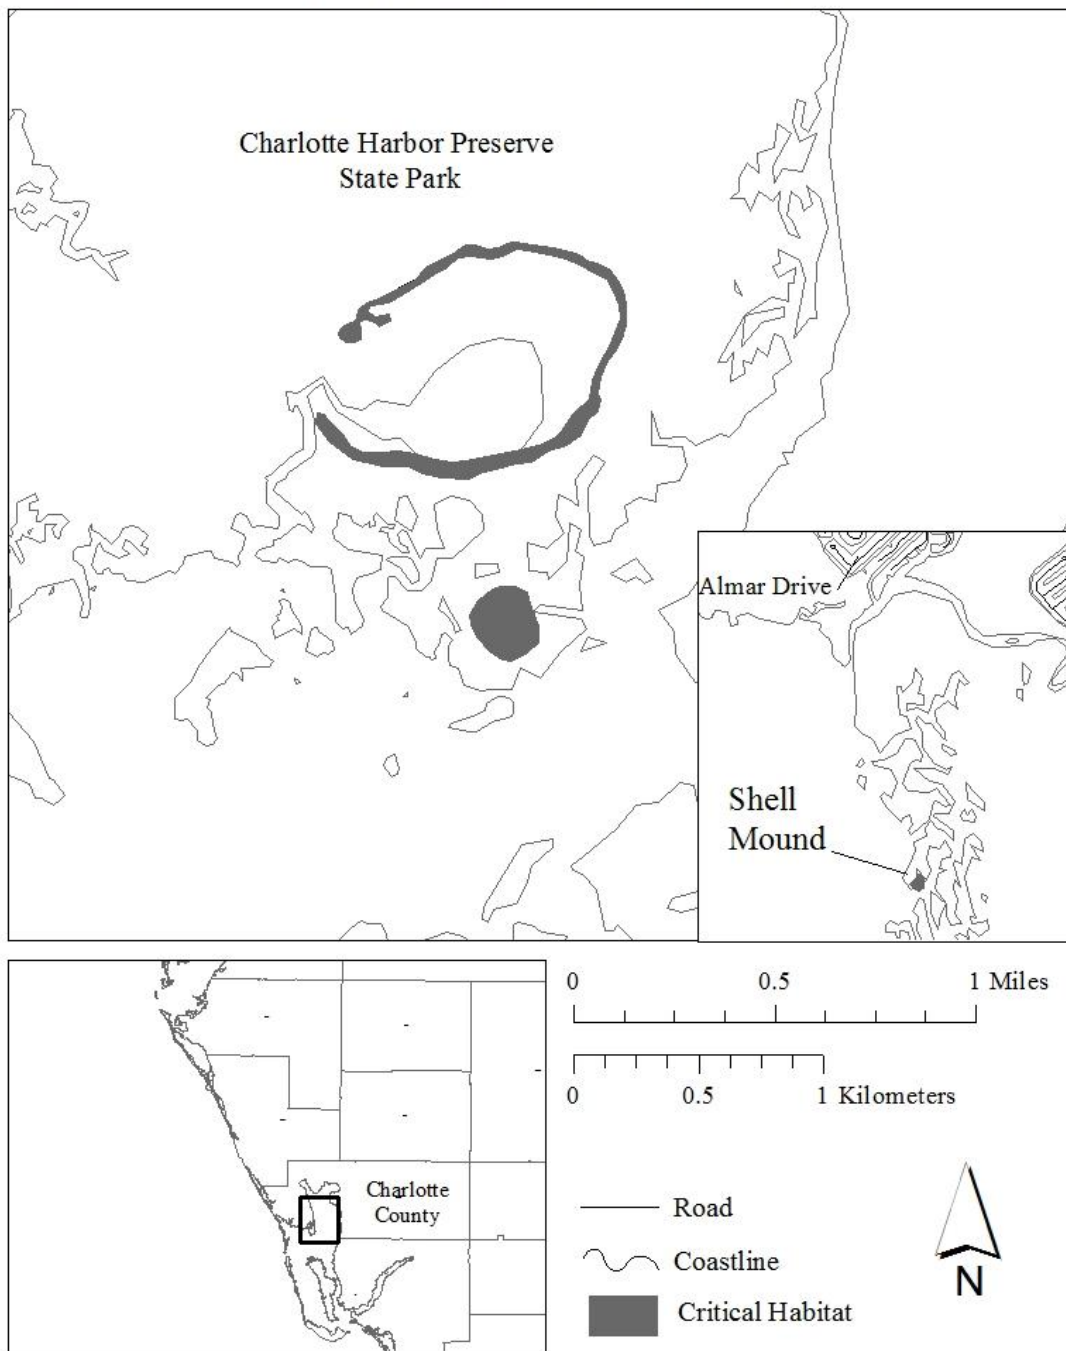 Charlotte Harbor Preserve
State Park
Almar Drive
Shell
Mound
Charlotte
County
0 0.5 1 Miles
0 0.5 1 Kilometers
Road
Coastline
Critical Habitat
N